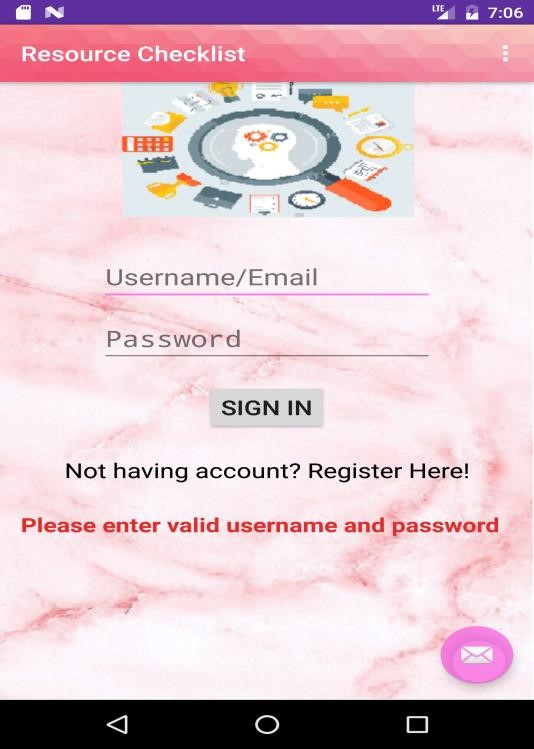 LTE 7:06
Resource Checklist
Username/Email
Password
SIGN IN
Not having account? Register Here!
Please enter valid username and password